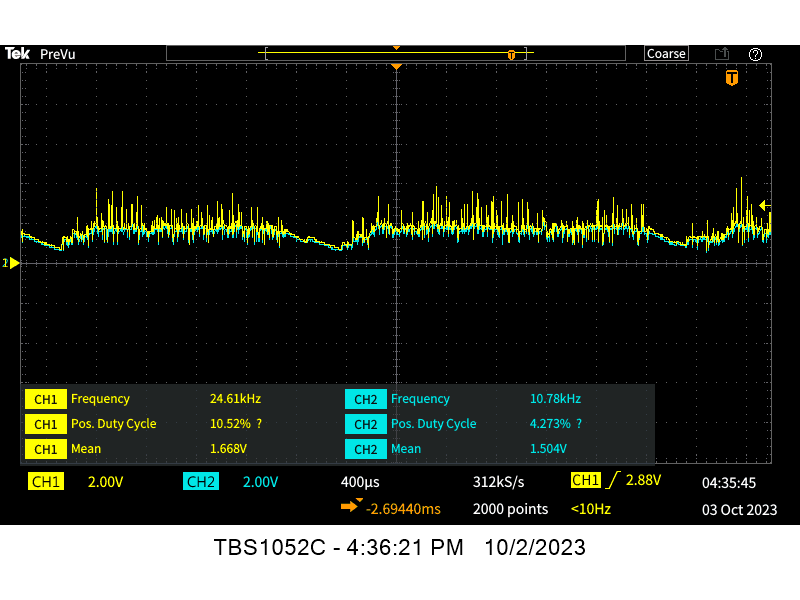 Tek PreVu Coarse ?
T
T
2
CH1 Frequency 24.61kHz CH2 Frequency 10.78kHz
CH1 Pos. Duty Cycle 10.52% ? CH2 Pos. Duty Cycle 4.273% ?
CH1 Mean 1.668V CH2 Mean 1.504V
CH1 2.00V CH2 2.00V 400µs 312kS/s CH1 2.88V 04:35:45
-2.69440ms 2000 points <10Hz 03 Oct 2023
TBS1052C - 4:36:21 PM 10/2/2023